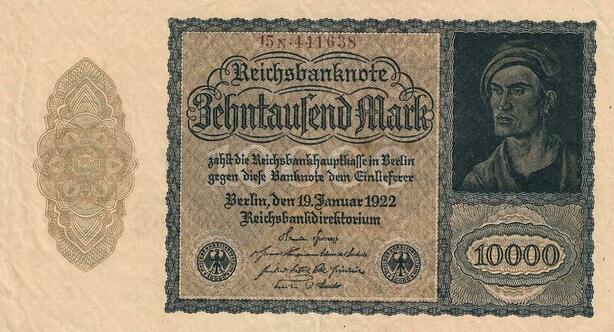 15N·441638
Reichsbanknote
Zehntausend Mark
zahlt die Reichsbankhauptkasse in Berlin
gegen diese Banknote dem Einlieferer
Berlin, den 19. Januar 1922
Reichsbankdirektorium
10000